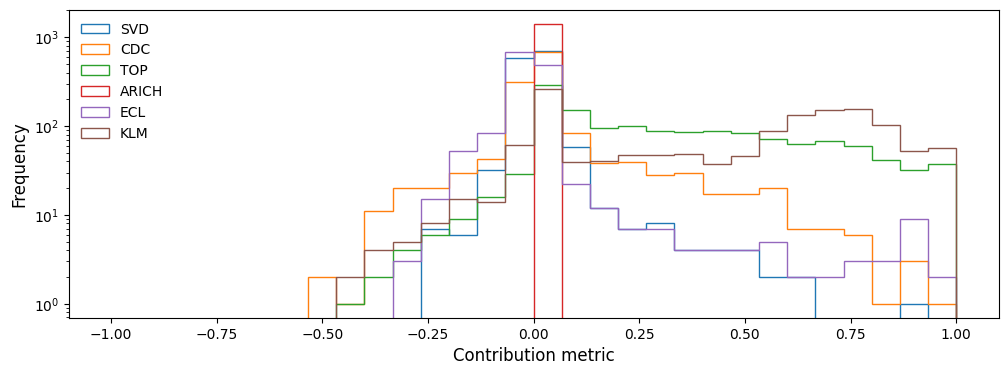 SVD
CDC
TOP
ARICH
ECL
KLM
Frequency
10³
10²
10¹
10⁰
−1.00 −0.75 −0.50 −0.25 0.00 0.25 0.50 0.75 1.00
Contribution metric